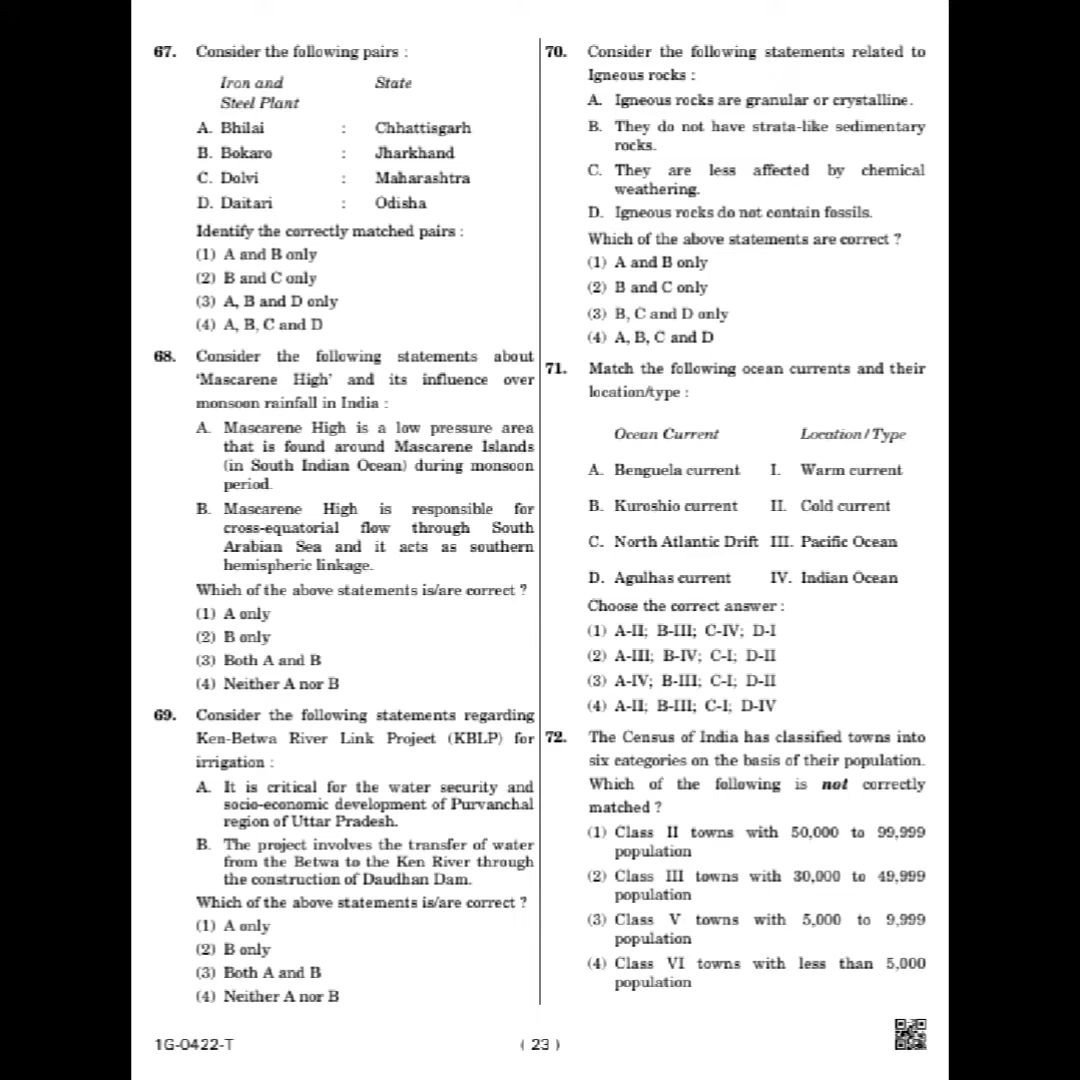 67. Consider the following pairs :
Iron and State
Steel Plant
A. Bhilai : Chhattisgarh
B. Bokaro : Jharkhand
C. Dolvi : Maharashtra
D. Daitari : Odisha
Identify the correctly matched pairs :
(1) A and B only
(2) B and C only
(3) A, B and D only
(4) A, B, C and D
68. Consider the following statements about
'Mascarene High' and its influence over
monsoon rainfall in India :
A. Mascarene High is a low pressure area
that is found around Mascarene Islands
(in South Indian Ocean) during monsoon
period.
B. Mascarene High is responsible for
cross-equatorial flow through South
Arabian Sea and it acts as southern
hemispheric linkage.
Which of the above statements is/are correct ?
(1) A only
(2) B only
(3) Both A and B
(4) Neither A nor B
69. Consider the following statements regarding
Ken-Betwa River Link Project (KBLP) for
irrigation :
A. It is critical for the water security and
socio-economic development of Purvanchal
region of Uttar Pradesh.
B. The project involves the transfer of water
from the Betwa to the Ken River through
the construction of Daudhan Dam.
Which of the above statements is/are correct ?
(1) A only
(2) B only
(3) Both A and B
(4) Neither A nor B
70. Consider the following statements related to
Igneous rocks :
A. Igneous rocks are granular or crystalline.
B. They do not have strata-like sedimentary
rocks.
C. They are less affected by chemical
weathering.
D. Igneous rocks do not contain fossils.
Which of the above statements are correct ?
(1) A and B only
(2) B and C only
(3) B, C and D only
(4) A, B, C and D
71. Match the following ocean currents and their
location/type :
Ocean Current Location/Type
A. Benguela current I. Warm current
B. Kuroshio current II. Cold current
C. North Atlantic Drift III. Pacific Ocean
D. Agulhas current IV. Indian Ocean
Choose the correct answer :
(1) A-II; B-III; C-IV; D-I
(2) A-III; B-IV; C-I; D-II
(3) A-IV; B-III; C-I; D-II
(4) A-II; B-III; C-I; D-IV
72. The Census of India has classified towns into
six categories on the basis of their population.
Which of the following is not correctly
matched ?
(1) Class II towns with 50,000 to 99,999
population
(2) Class III towns with 30,000 to 49,999
population
(3) Class V towns with 5,000 to 9,999
population
(4) Class VI towns with less than 5,000
population
1G-0422-T ( 23 )